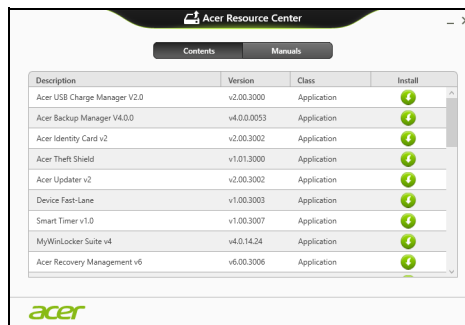 Acer Resource Center
Contents Manuals
Description Version Class Install
Acer USB Charge Manager V2.0 v2.00.3000 Application
Acer Backup Manager V4.0.0 v4.0.0.0053 Application
Acer Identity Card v2 v2.00.3002 Application
Acer Theft Shield v1.01.3000 Application
Acer Updater v2 v2.00.3002 Application
Device Fast-Lane v1.00.3003 Application
Smart Timer v1.0 v1.00.3007 Application
MyWinLocker Suite v4 v4.0.14.24 Application
Acer Recovery Management v6 v6.00.3006 Application
acer